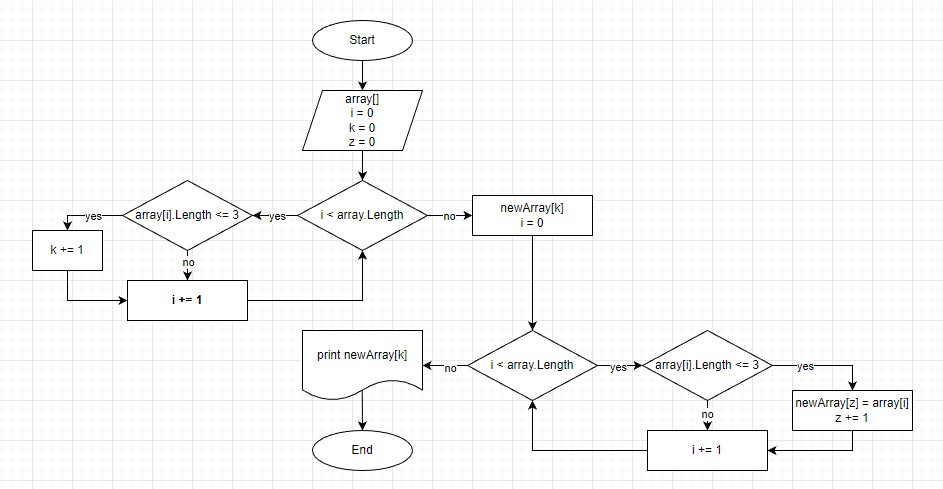 Start
array[]
i = 0
k = 0
z = 0
i < array.Length
yes
array[i].Length <= 3
yes
k += 1
no
i += 1
no
newArray[k]
i = 0
i < array.Length
no
print newArray[k]
End
yes
array[i].Length <= 3
yes
newArray[z] = array[i]
z += 1
no
i += 1